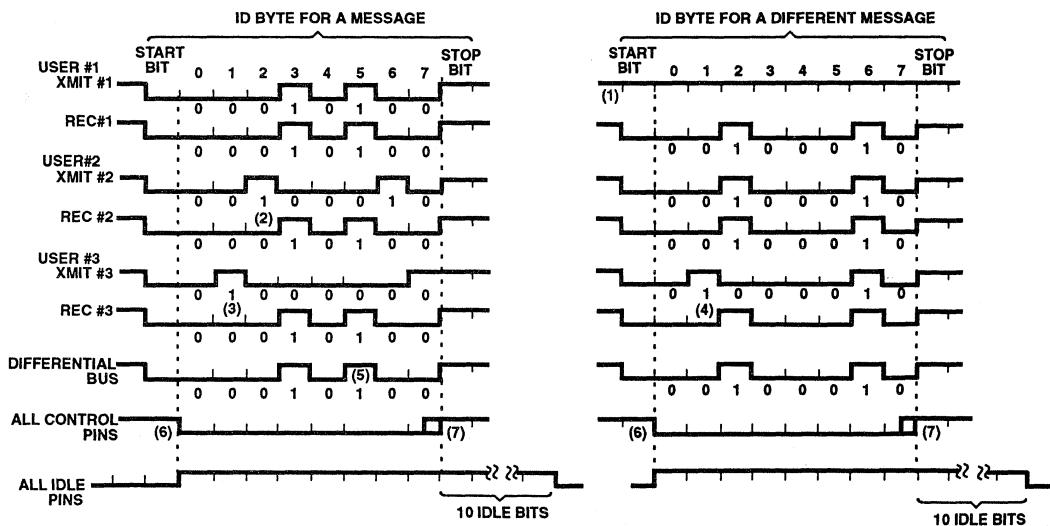 ID BYTE FOR A MESSAGE
ID BYTE FOR A DIFFERENT MESSAGE
START BIT 0 1 2 3 4 5 6 7 STOP BIT
START BIT 0 1 2 3 4 5 6 7 STOP BIT
USER #1
XMIT #1
(1)
0 0 0 1 0 1 0 0
REC#1
0 0 0 1 0 1 0 0
0 0 1 0 0 0 1 0
USER#2
XMIT #2
0 0 1 0 0 0 1 0
0 0 1 0 0 0 1 0
(2)
REC #2
0 0 0 1 0 1 0 0
0 0 1 0 0 0 1 0
USER #3
XMIT #3
0 1 0 0 0 0 0 0
0 1 0 0 0 0 1 0
(3)
(4)
REC #3
0 0 0 1 0 1 0 0
0 0 1 0 0 0 1 0
DIFFERENTIAL
BUS
(5)
0 0 0 1 0 1 0 0
0 0 1 0 0 0 1 0
ALL CONTROL
PINS
(6)
(7)
(6)
(7)
ALL IDLE
PINS
10 IDLE BITS
10 IDLE BITS